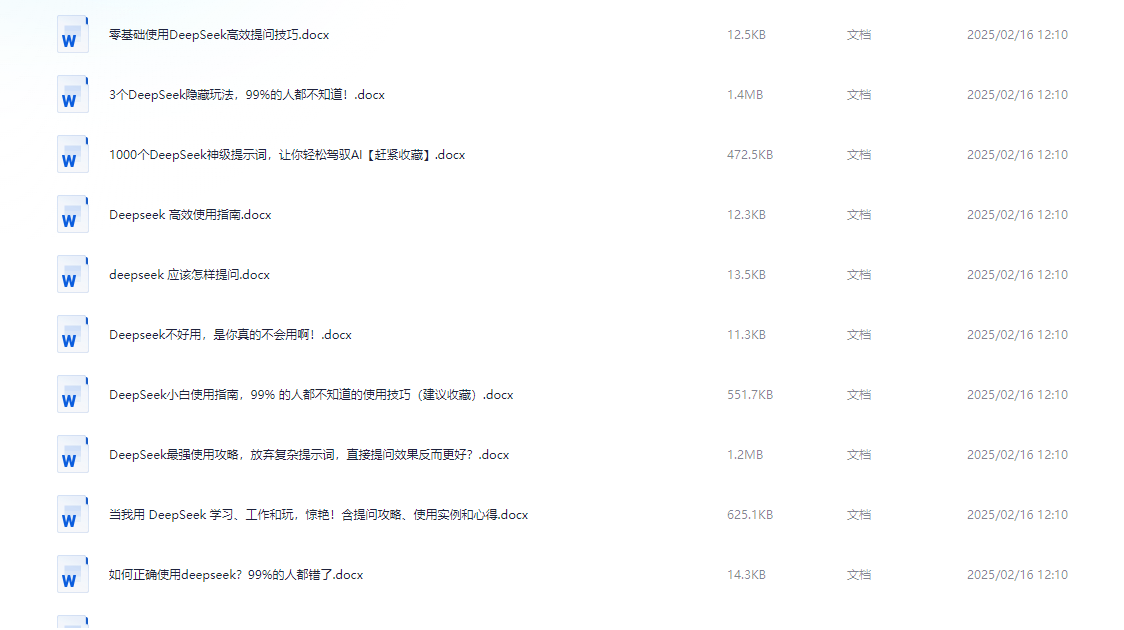 W 零基础使用DeepSeek高效提问技巧.docx 12.5KB 文档 2025/02/16 12:10
W 3个DeepSeek隐藏玩法，99%的人都不知道！.docx 1.4MB 文档 2025/02/16 12:10
W 1000个DeepSeek神级提示词，让你轻松驾驭AI【赶紧收藏】.docx 472.5KB 文档 2025/02/16 12:10
W Deepseek 高效使用指南.docx 12.3KB 文档 2025/02/16 12:10
W deepseek 应该怎样提问.docx 13.5KB 文档 2025/02/16 12:10
W Deepseek不好用，是你真的不会用啊！.docx 11.3KB 文档 2025/02/16 12:10
W DeepSeek小白使用指南，99% 的人都不知道的使用技巧（建议收藏）.docx 551.7KB 文档 2025/02/16 12:10
W DeepSeek最强使用攻略，放弃复杂提示词，直接提问效果反而更好？.docx 1.2MB 文档 2025/02/16 12:10
W 当我用 DeepSeek 学习、工作和玩，惊艳！含提问攻略、使用实例和心得.docx 625.1KB 文档 2025/02/16 12:10
W 如何正确使用deepseek？99%的人都错了.docx 14.3KB 文档 2025/02/16 12:10